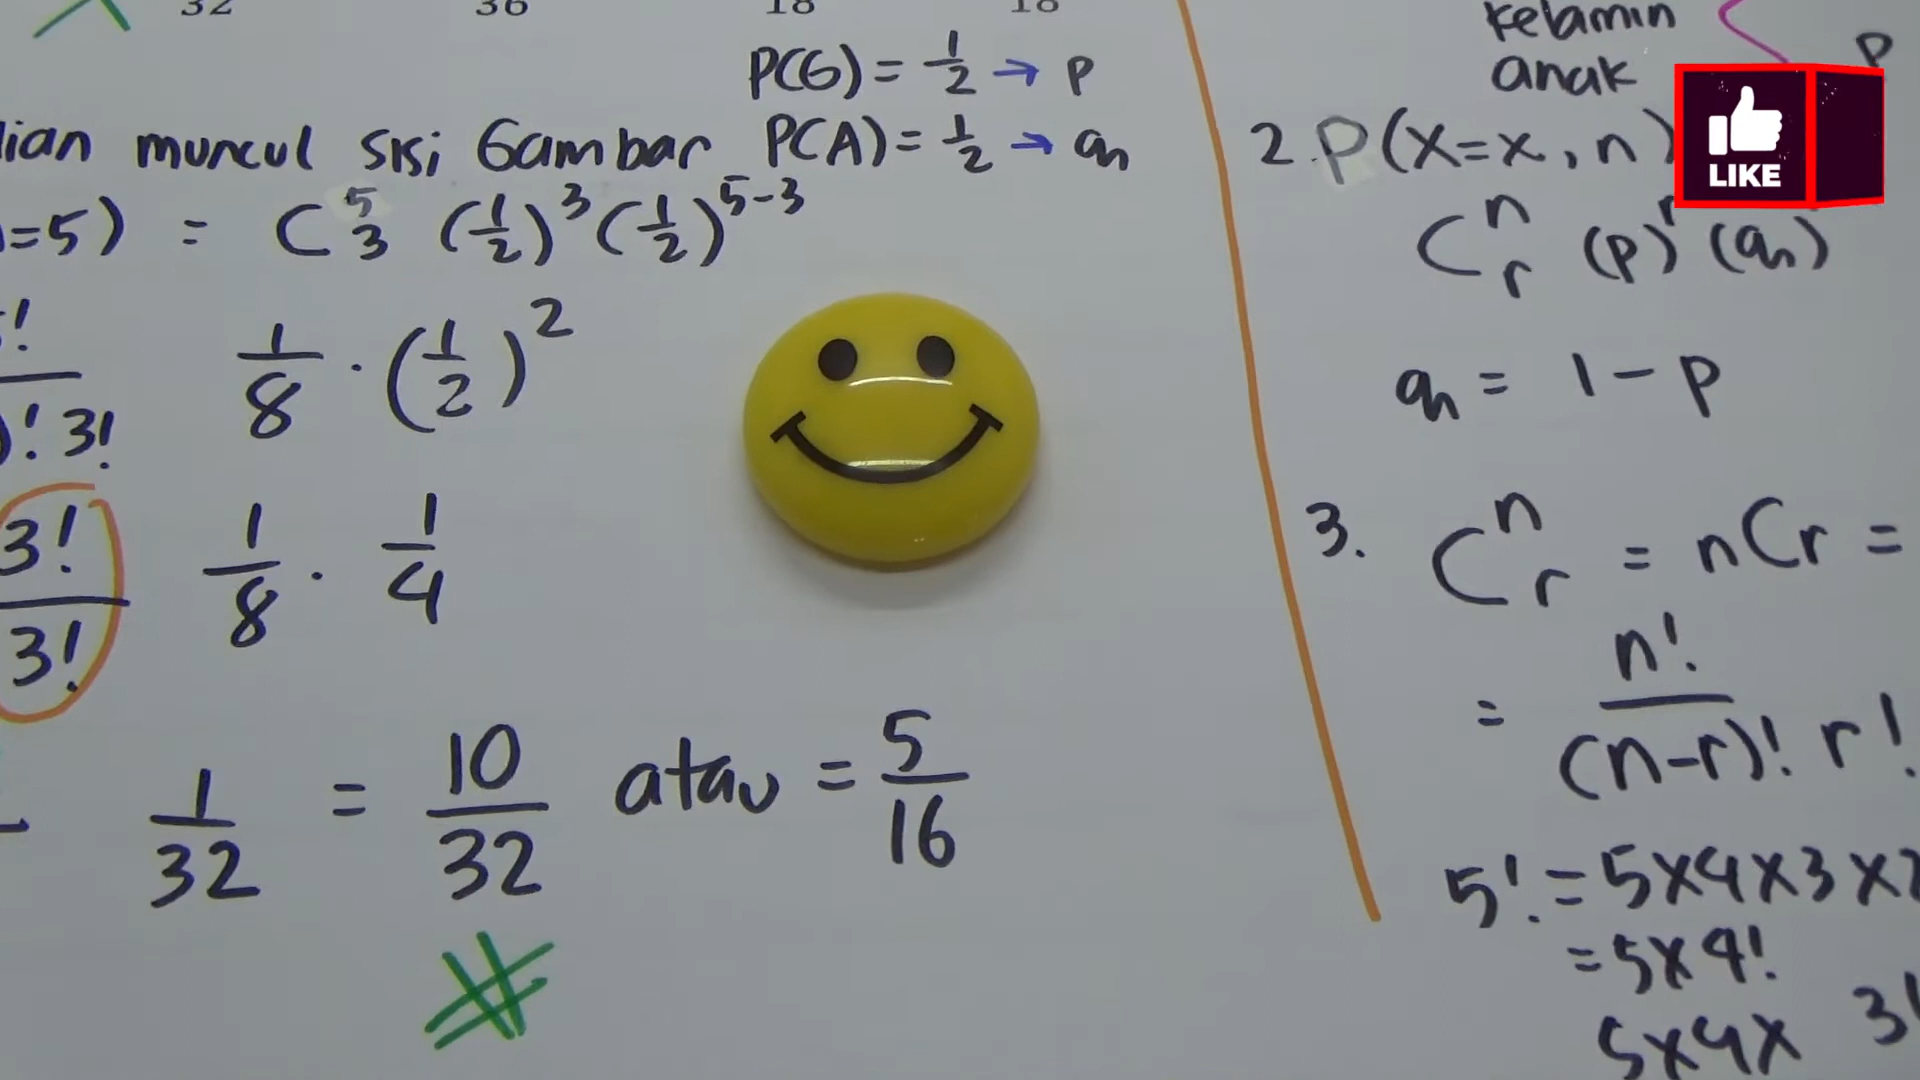 32 36 18 18
P(G) = 1/2 → p
lian muncul sisi Gambar P(A) = 1/2 → q
=5) = C 5 3 (1/2)^3 (1/2)^5-3
! 1/8 · (1/2)^2
)! 3!
3!/3! 1/8 · 1/4
1/32 = 10/32 atau = 5/16
kelamin
anak
P
2. P(X=x, n)
C n r (p)^r (q)
q = 1 - p
3. C n r = nCr =
= n!/(n-r)! r!
5! = 5x4x3x2
= 5x4!
5x4x 3!
LIKE